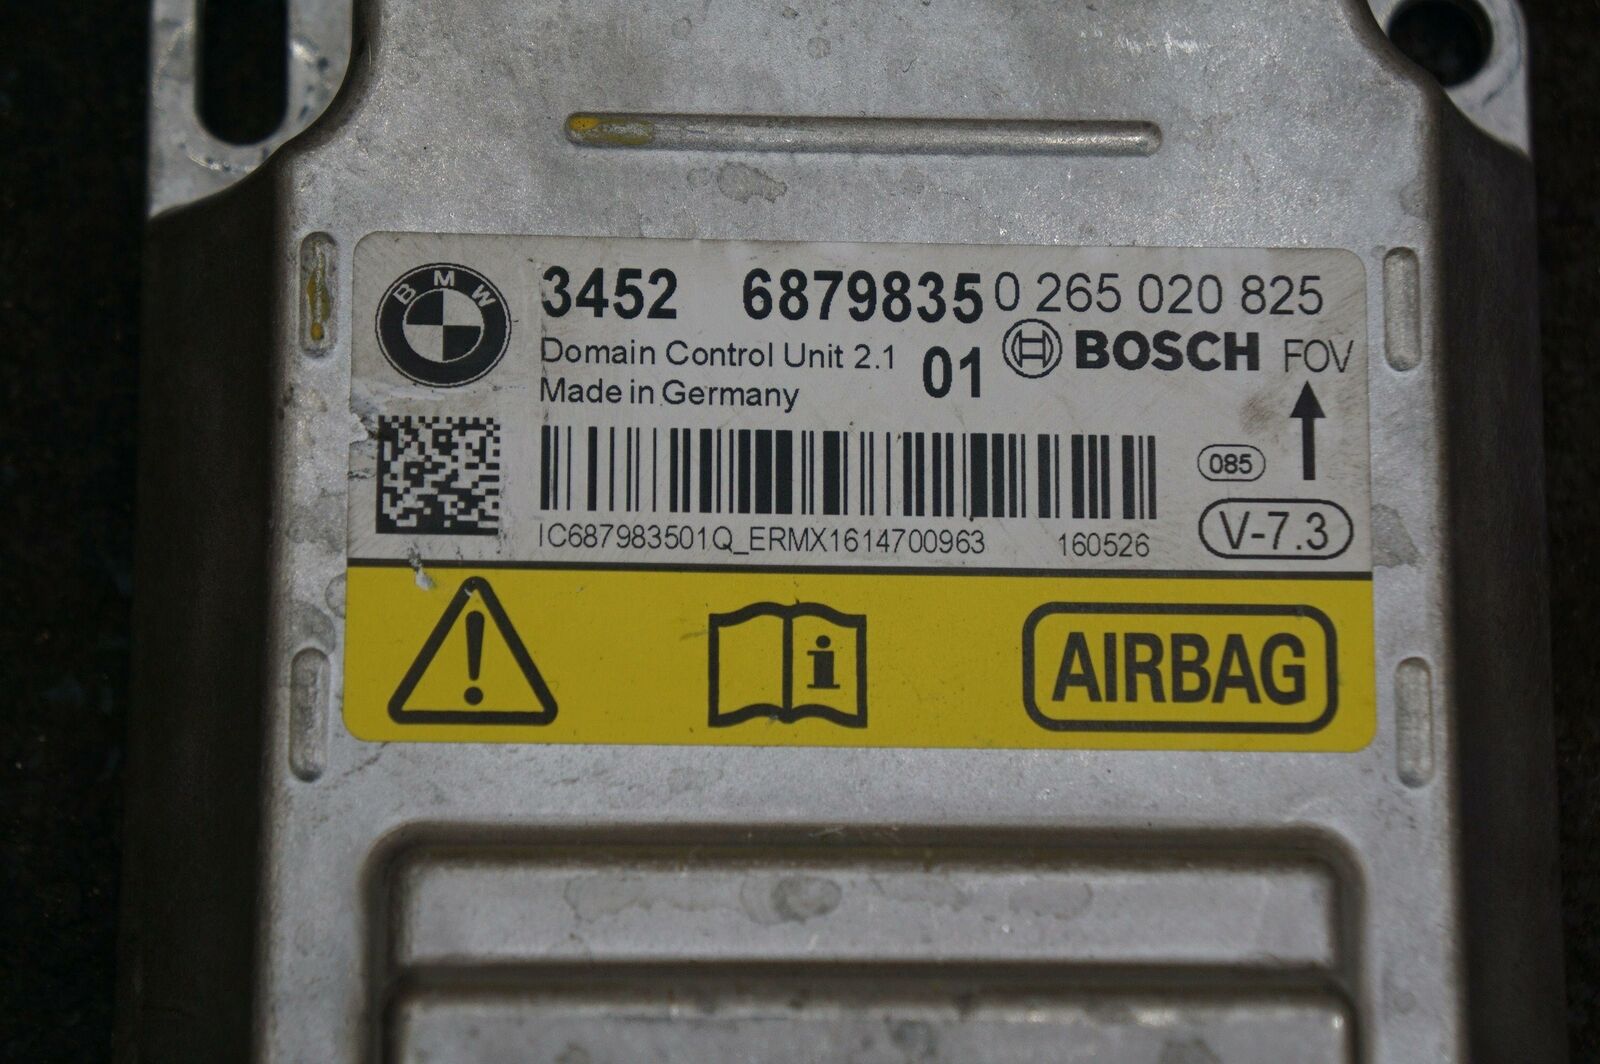 BMW
3452 6879835 0 265 020 825
Domain Control Unit 2.1 01 BOSCH FOV
Made in Germany
085
IC687983501Q_ERMX1614700963 160526
V-7.3
i AIRBAG